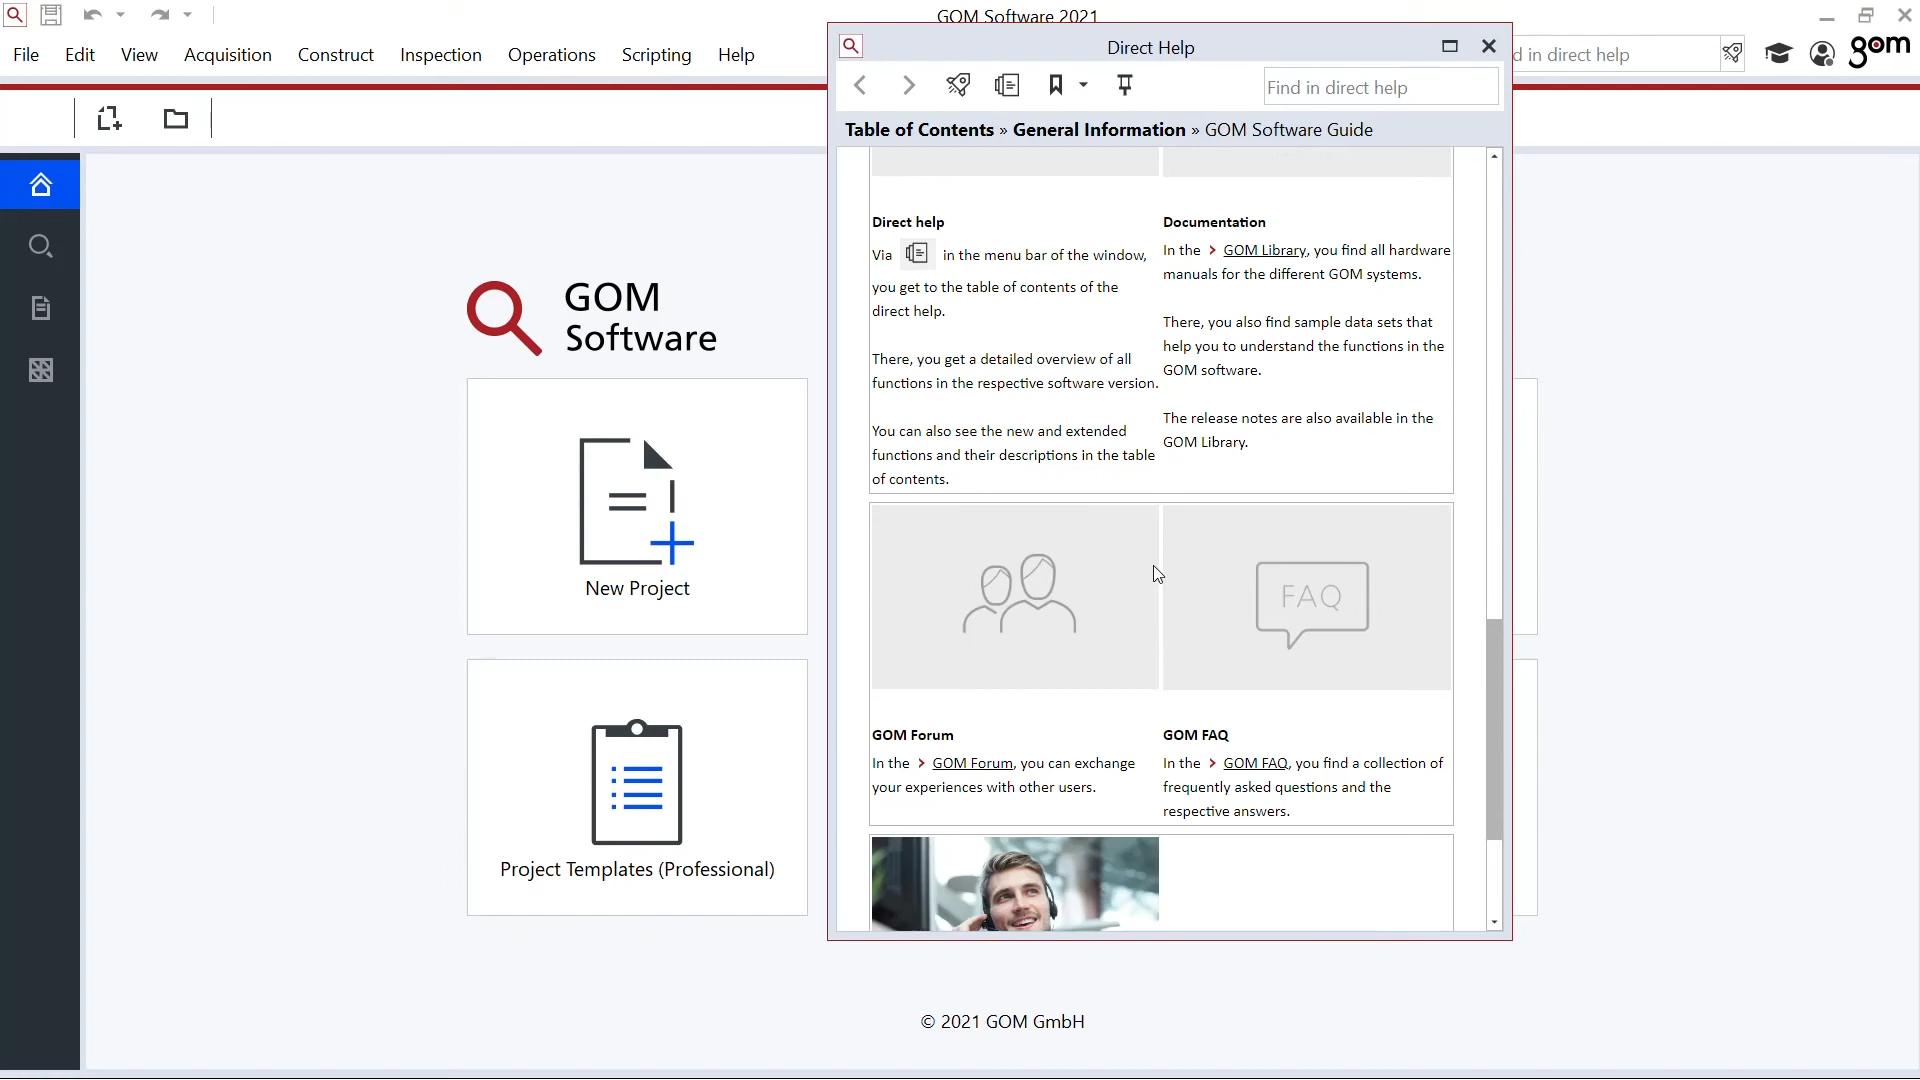 GOM Software 2021
File Edit View Acquisition Construct Inspection Operations Scripting Help
d in direct help
gom
GOM
Software
New Project
Project Templates (Professional)
Direct Help
Find in direct help
Table of Contents » General Information » GOM Software Guide
Direct help
Via in the menu bar of the window,
you get to the table of contents of the
direct help.
There, you get a detailed overview of all
functions in the respective software version.
You can also see the new and extended
functions and their descriptions in the table
of contents.
Documentation
In the > GOM Library, you find all hardware
manuals for the different GOM systems.
There, you also find sample data sets that
help you to understand the functions in the
GOM software.
The release notes are also available in the
GOM Library.
FAQ
GOM Forum
In the > GOM Forum, you can exchange
your experiences with other users.
GOM FAQ
In the > GOM FAQ, you find a collection of
frequently asked questions and the
respective answers.
© 2021 GOM GmbH